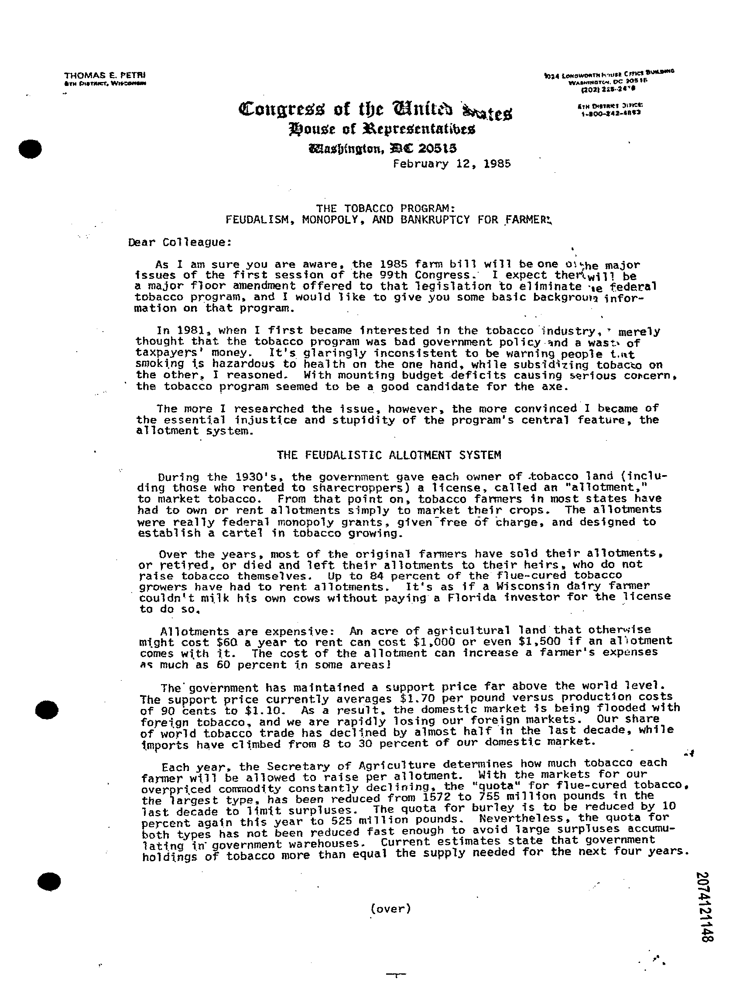 THOMAS E. PETRI
6TH DISTRICT, WISCONSIN
1024 LONGWORTH HOUSE OFFICE BUILDING
WASHINGTON, DC 20515
(202) 225-24
6TH DISTRICT OFFICE:
1-800-242-4883
Congress of the United States
House of Representatives
Washington, DC 20515
February 12, 1985
THE TOBACCO PROGRAM:
FEUDALISM, MONOPOLY, AND BANKRUPTCY FOR FARMERS
Dear Colleague:
As I am sure you are aware, the 1985 farm bill will be one of the major
issues of the first session of the 99th Congress. I expect there will be
a major floor amendment offered to that legislation to eliminate the federal
tobacco program, and I would like to give you some basic background infor-
mation on that program.
In 1981, when I first became interested in the tobacco industry, I merely
thought that the tobacco program was bad government policy and a waste of
taxpayers' money. It's glaringly inconsistent to be warning people that
smoking is hazardous to health on the one hand, while subsidizing tobacco on
the other, I reasoned. With mounting budget deficits causing serious concern,
the tobacco program seemed to be a good candidate for the axe.
The more I researched the issue, however, the more convinced I became of
the essential injustice and stupidity of the program's central feature, the
allotment system.
THE FEUDALISTIC ALLOTMENT SYSTEM
During the 1930's, the government gave each owner of tobacco land (inclu-
ding those who rented to sharecroppers) a license, called an "allotment,"
to market tobacco. From that point on, tobacco farmers in most states have
had to own or rent allotments simply to market their crops. The allotments
were really federal monopoly grants, given free of charge, and designed to
establish a cartel in tobacco growing.
Over the years, most of the original farmers have sold their allotments,
or retired, or died and left their allotments to their heirs, who do not
raise tobacco themselves. Up to 84 percent of the flue-cured tobacco
growers have had to rent allotments. It's as if a Wisconsin dairy farmer
couldn't milk his own cows without paying a Florida investor for the license
to do so.
Allotments are expensive: An acre of agricultural land that otherwise
might cost $60 a year to rent can cost $1,000 or even $1,500 if an allotment
comes with it. The cost of the allotment can increase a farmer's expenses
as much as 60 percent in some areas!
The government has maintained a support price far above the world level.
The support price currently averages $1.70 per pound versus production costs
of 90 cents to $1.10. As a result, the domestic market is being flooded with
foreign tobacco, and we are rapidly losing our foreign markets. Our share
of world tobacco trade has declined by almost half in the last decade, while
imports have climbed from 8 to 30 percent of our domestic market.
Each year, the Secretary of Agriculture determines how much tobacco each
farmer will be allowed to raise per allotment. With the markets for our
overpriced commodity constantly declining, the "quota" for flue-cured tobacco,
the largest type, has been reduced from 1572 to 755 million pounds in the
last decade to limit surpluses. The quota for burley is to be reduced by 10
percent again this year to 525 million pounds. Nevertheless, the quota for
both types has not been reduced fast enough to avoid large surpluses accumu-
lating in government warehouses. Current estimates state that government
holdings of tobacco more than equal the supply needed for the next four years.
(over)
2074121148